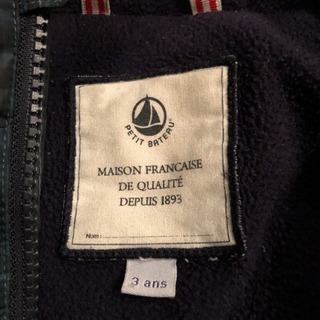 PETIT BATEAU
MAISON FRANCAISE
DE QUALITÉ
DEPUIS 1893
Nom:
3 ans